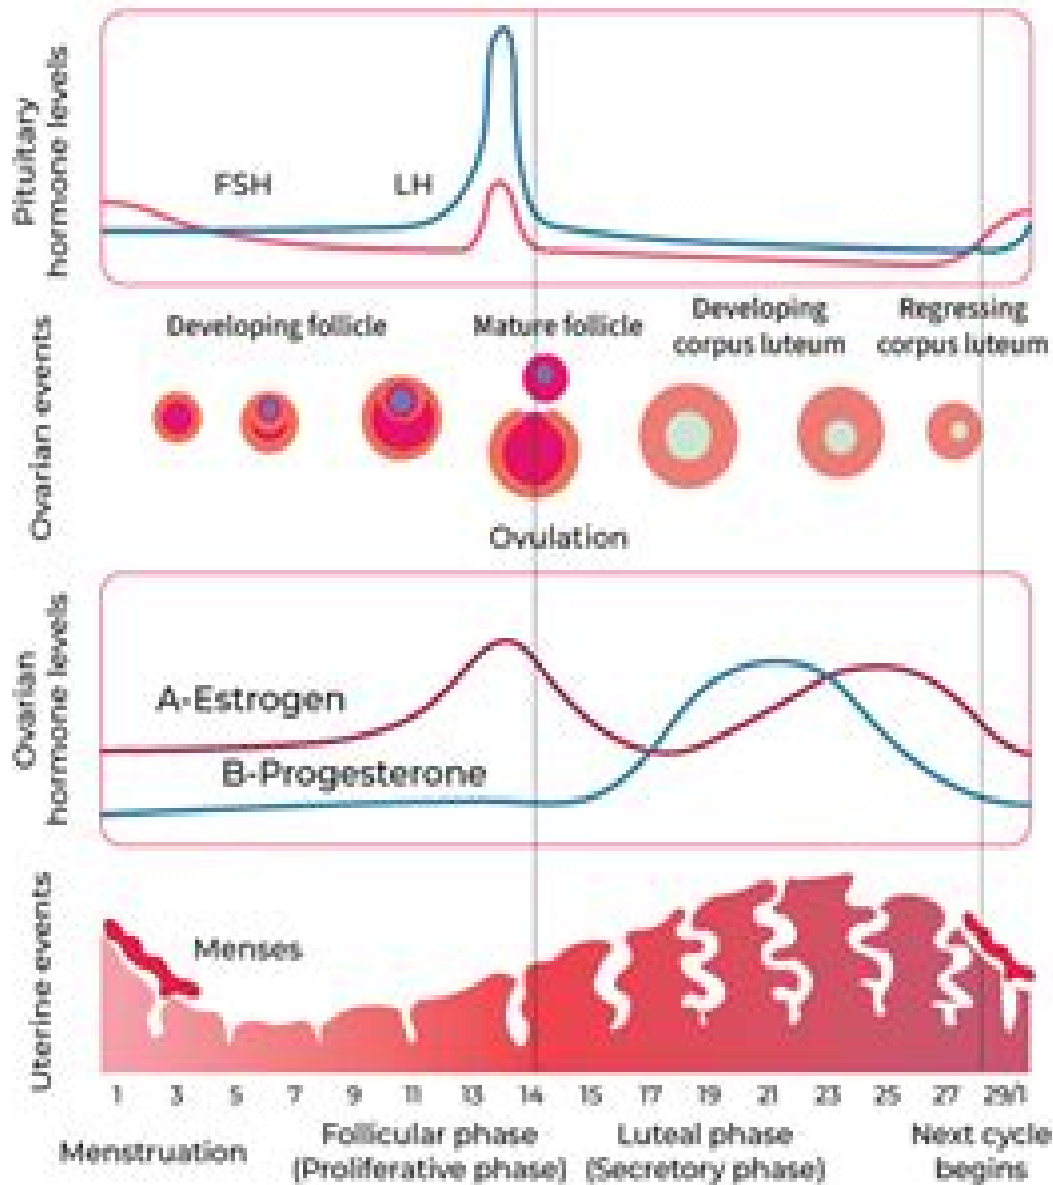 Pituitary
hormone levels
FSH
LH
Ovarian events
Developing follicle
Mature follicle
Developing
corpus luteum
Regressing
corpus luteum
Ovulation
Ovarian
hormone levels
A-Estrogen
B-Progesterone
Uterine events
Menses
1 3 5 7 9 11 13 14 15 17 19 21 23 25 27 29/1
Menstruation
Follicular phase
(Proliferative phase)
Luteal phase
(Secretory phase)
Next cycle
begins